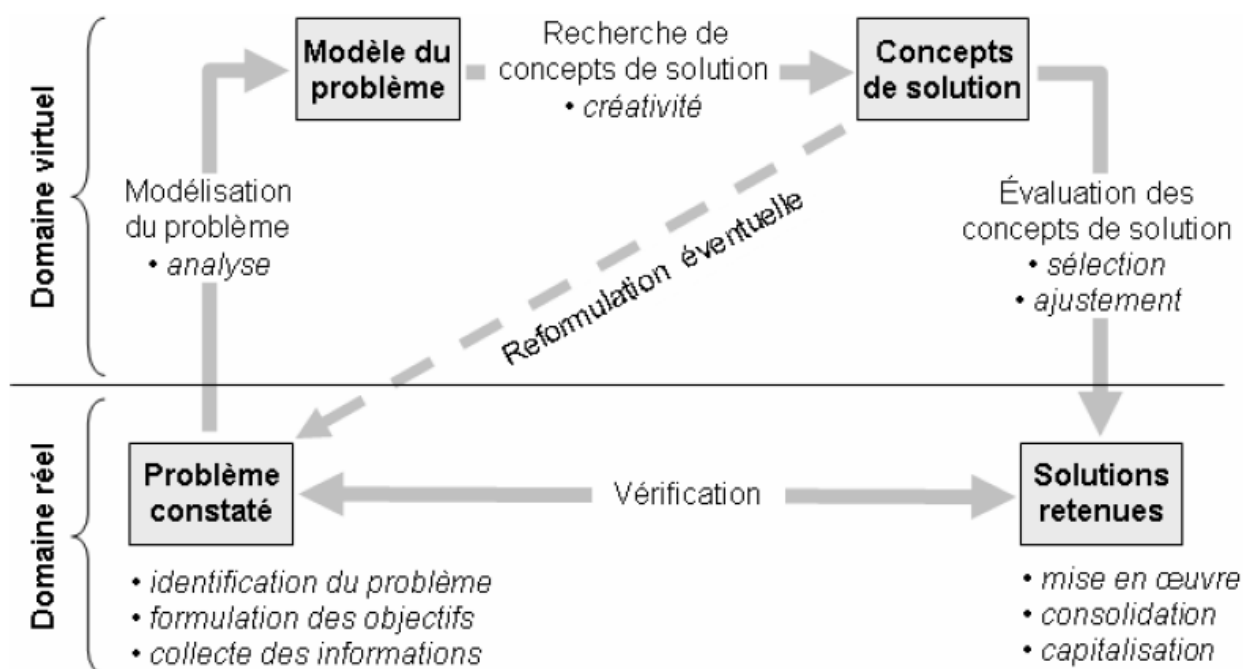 Domaine virtuel
Modèle du
problème
Recherche de
concepts de solution
• créativité
Concepts
de solution
Modélisation
du problème
• analyse
Reformulation éventuelle
Évaluation des
concepts de solution
• sélection
• ajustement
Domaine réel
Problème
constaté
Vérification
Solutions
retenues
• identification du problème
• formulation des objectifs
• collecte des informations
• mise en œuvre
• consolidation
• capitalisation